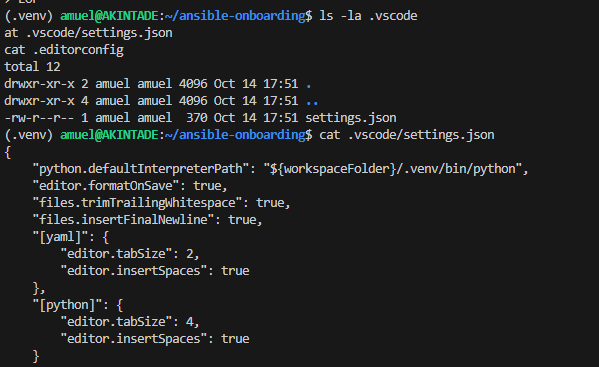 (.venv) amuel@AKINTADE:~/ansible-onboarding$ ls -la .vscode
at .vscode/settings.json
cat .editorconfig
total 12
drwxr-xr-x 2 amuel amuel 4096 Oct 14 17:51 .
drwxr-xr-x 4 amuel amuel 4096 Oct 14 17:51 ..
-rw-r--r-- 1 amuel amuel  370 Oct 14 17:51 settings.json
(.venv) amuel@AKINTADE:~/ansible-onboarding$ cat .vscode/settings.json
{
    "python.defaultInterpreterPath": "${workspaceFolder}/.venv/bin/python",
    "editor.formatOnSave": true,
    "files.trimTrailingWhitespace": true,
    "files.insertFinalNewline": true,
    "[yaml]": {
        "editor.tabSize": 2,
        "editor.insertSpaces": true
    },
    "[python]": {
        "editor.tabSize": 4,
        "editor.insertSpaces": true
    }